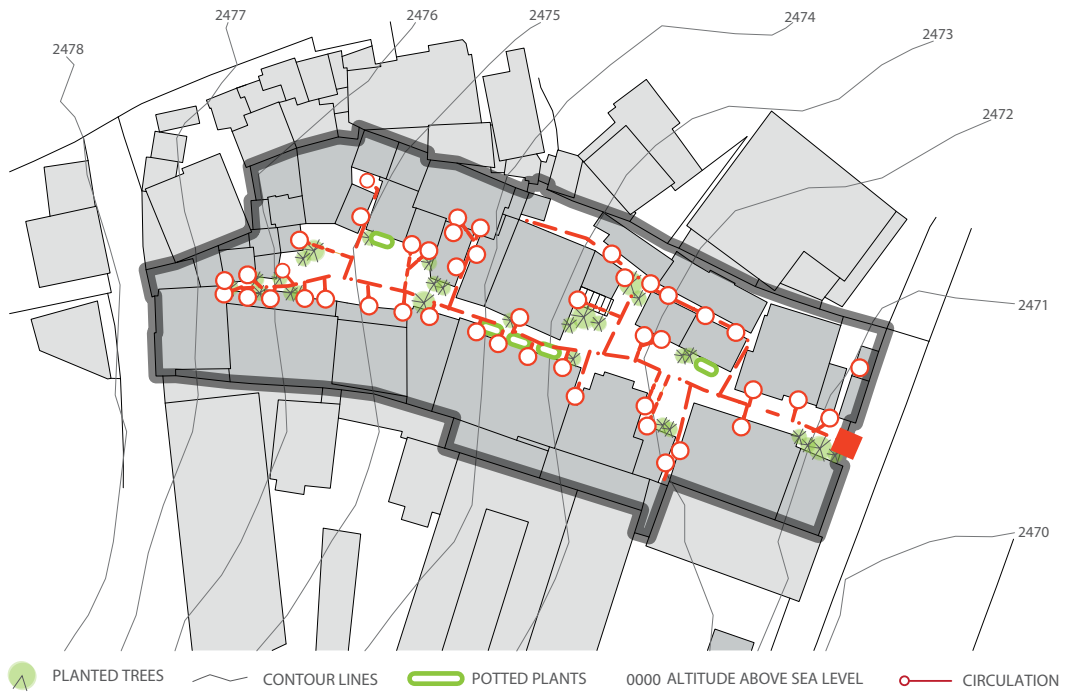 2477
2476
2475
2474
2473
2478
2472
2471
2470
PLANTED TREES
CONTOUR LINES
POTTED PLANTS
0000 ALTITUDE ABOVE SEA LEVEL
CIRCULATION